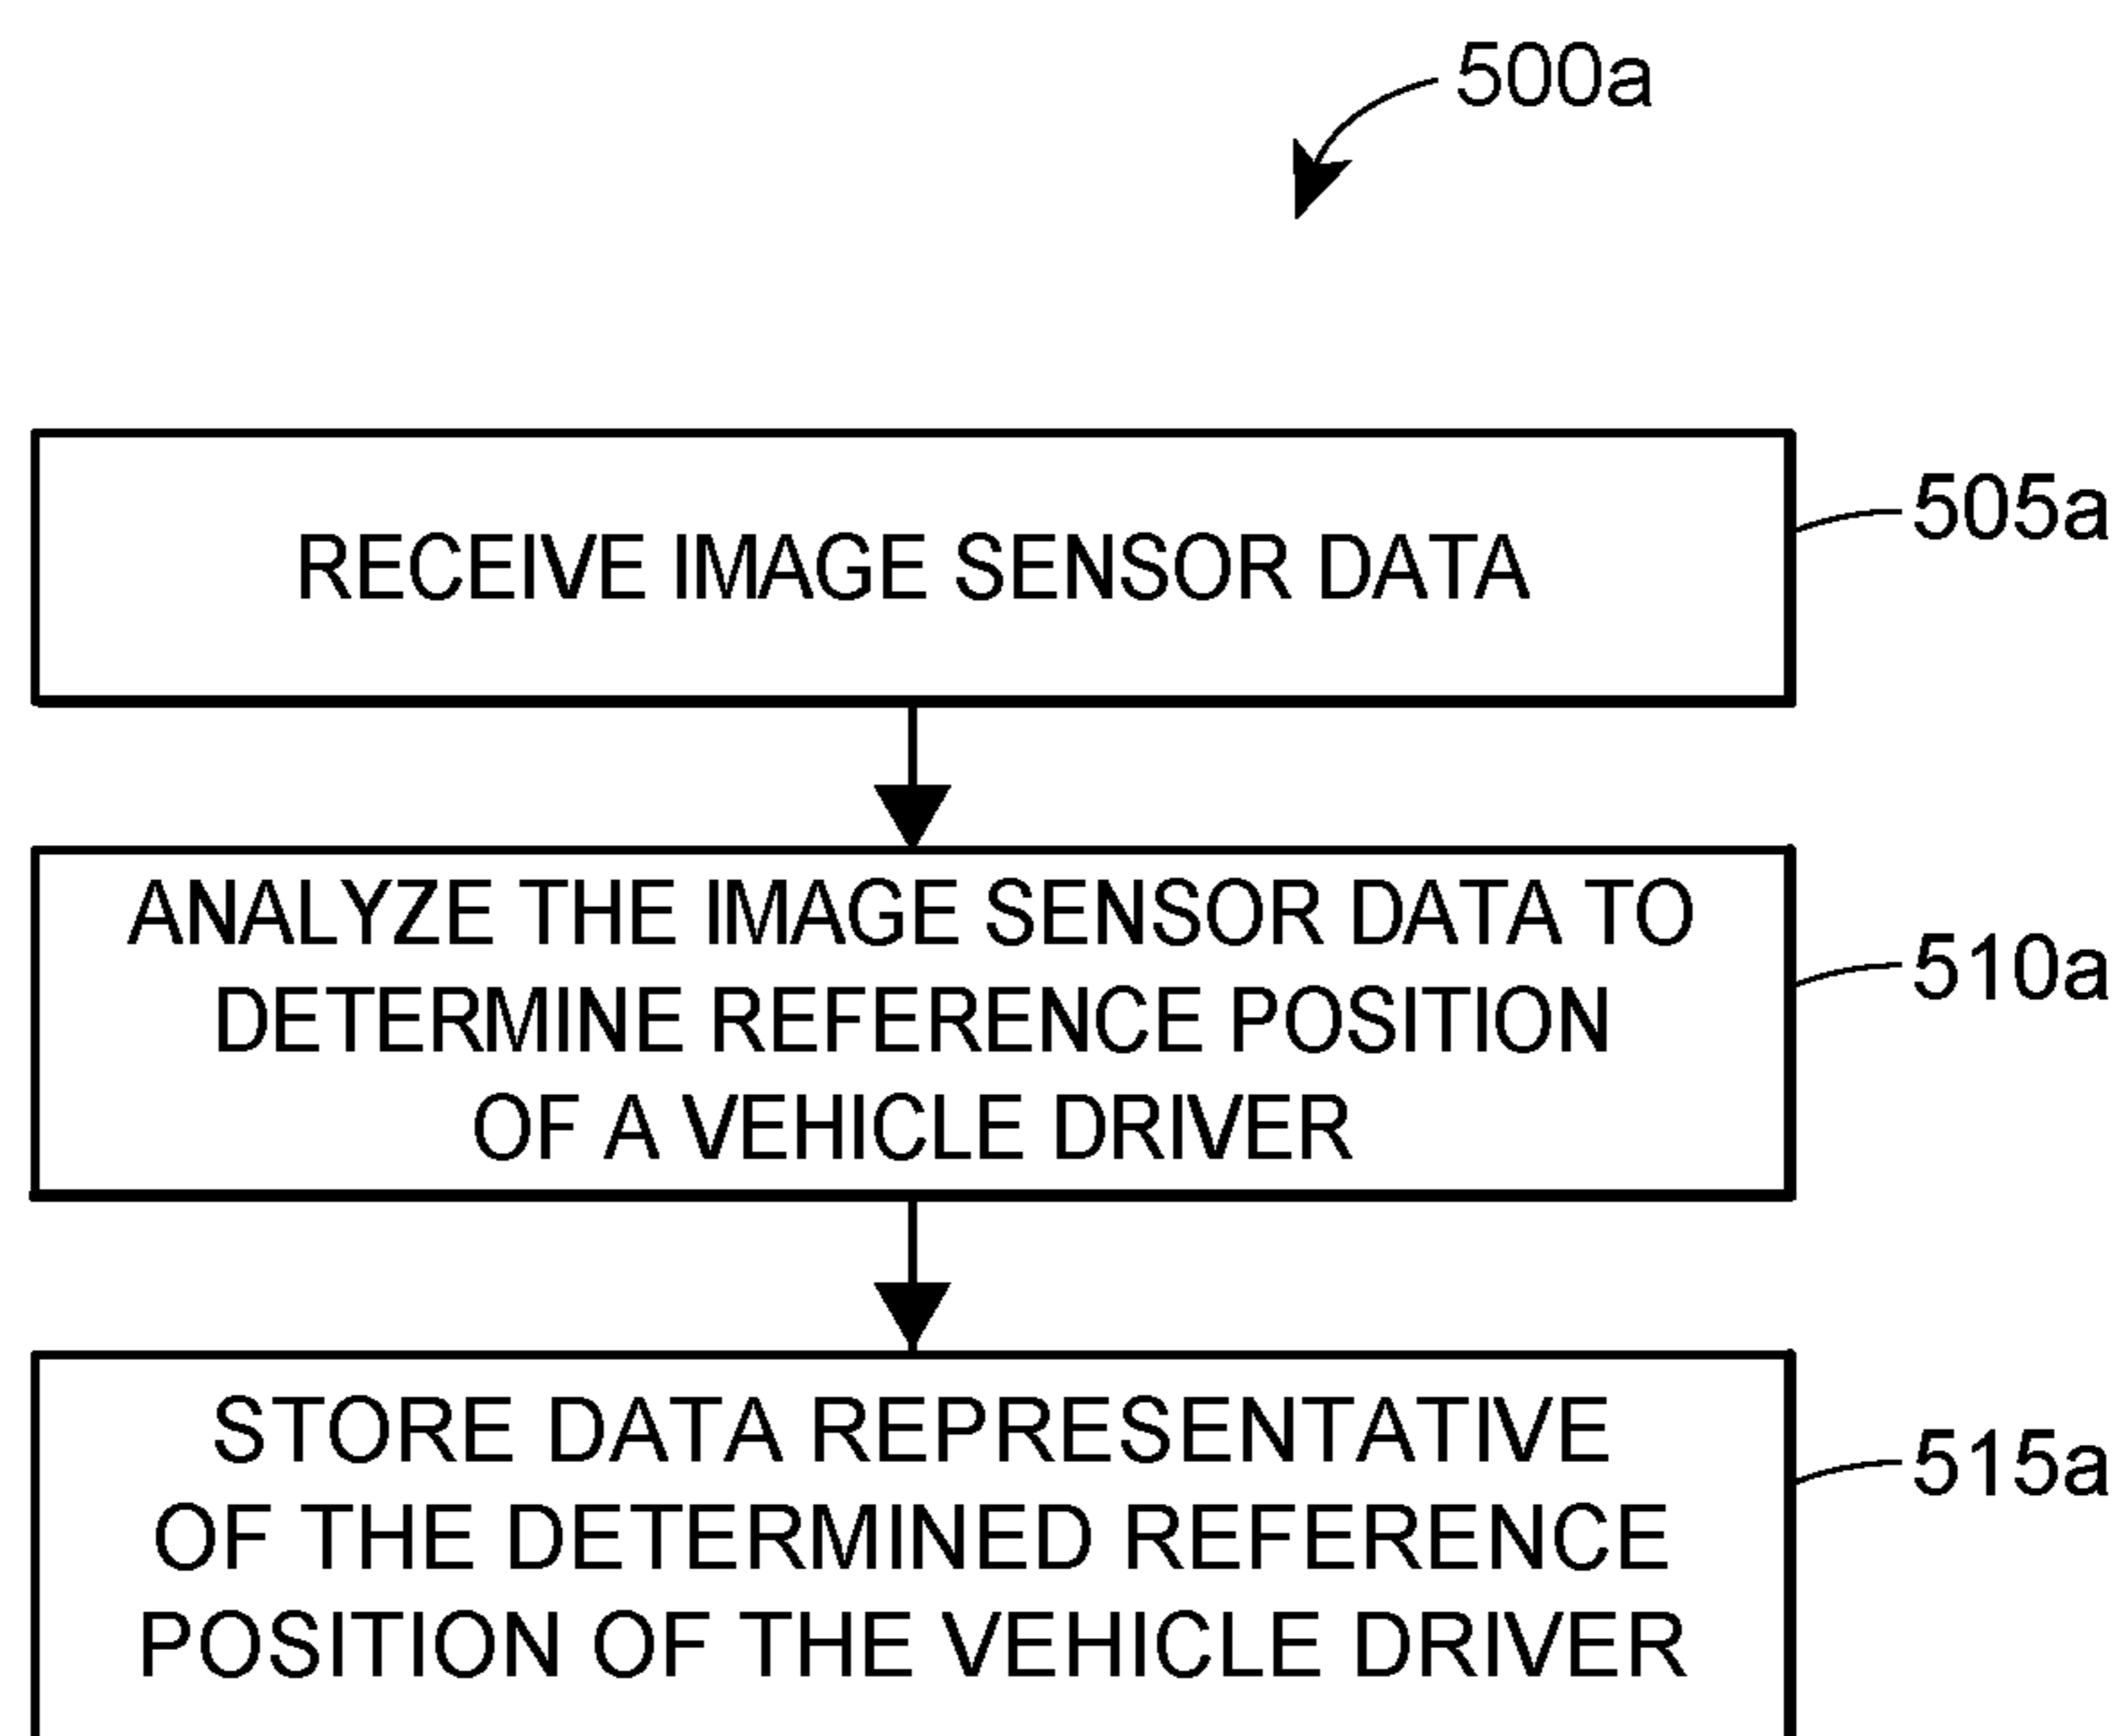 500a
RECEIVE IMAGE SENSOR DATA
505a
ANALYZE THE IMAGE SENSOR DATA TO
DETERMINE REFERENCE POSITION
OF A VEHICLE DRIVER
510a
STORE DATA REPRESENTATIVE
OF THE DETERMINED REFERENCE
POSITION OF THE VEHICLE DRIVER
515a